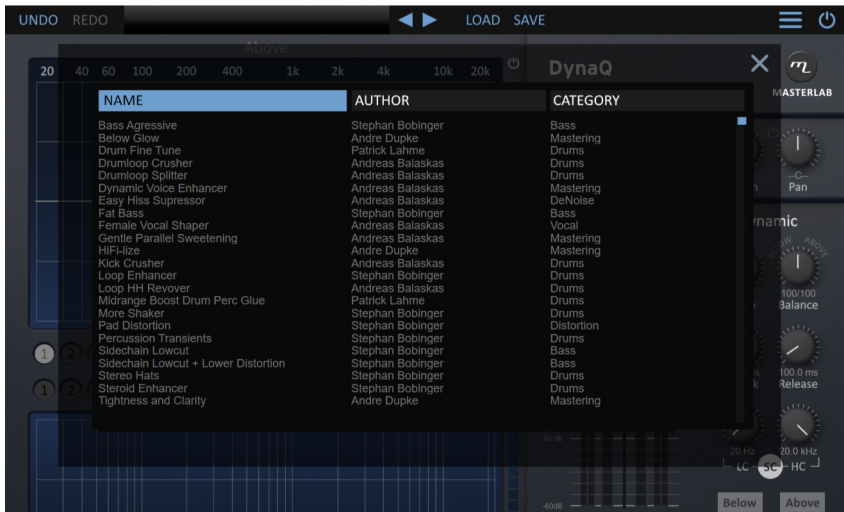 UNDO REDO LOAD SAVE
Above
20 40 60 100 200 400 1k 2k 4k 10k 20k
DynaQ
MASTERLAB
NAME AUTHOR CATEGORY
Bass Agressive Stephan Bobinger Bass
Below Glow Andre Dupke Mastering
Drum Fine Tune Patrick Lahme Drums
Drumloop Crusher Andreas Balaskas Drums
Drumloop Splitter Andreas Balaskas Drums
Dynamic Voice Enhancer Andreas Balaskas Mastering
Easy Hiss Supressor Andreas Balaskas DeNoise
Fat Bass Stephan Bobinger Bass
Female Vocal Shaper Andreas Balaskas Vocal
Gentle Parallel Sweetening Andreas Balaskas Mastering
HiFi-lize Andre Dupke Mastering
Kick Crusher Andreas Balaskas Drums
Loop Enhancer Stephan Bobinger Drums
Loop HH Revover Andreas Balaskas Drums
Midrange Boost Drum Perc Glue Patrick Lahme Drums
More Shaker Stephan Bobinger Drums
Pad Distortion Stephan Bobinger Distortion
Percussion Transients Stephan Bobinger Drums
Sidechain Lowcut Stephan Bobinger Bass
Sidechain Lowcut + Lower Distortion Stephan Bobinger Bass
Stereo Hats Stephan Bobinger Drums
Steroid Enhancer Stephan Bobinger Drums
Tightness and Clarity Andre Dupke Mastering
--C--
Pan
ABOVE
100/100
Balance
1 2
100.0 ms
Release
1 2
-36 dB
20 Hz 20.0 kHz
LC SC HC
-60dB
Below Above